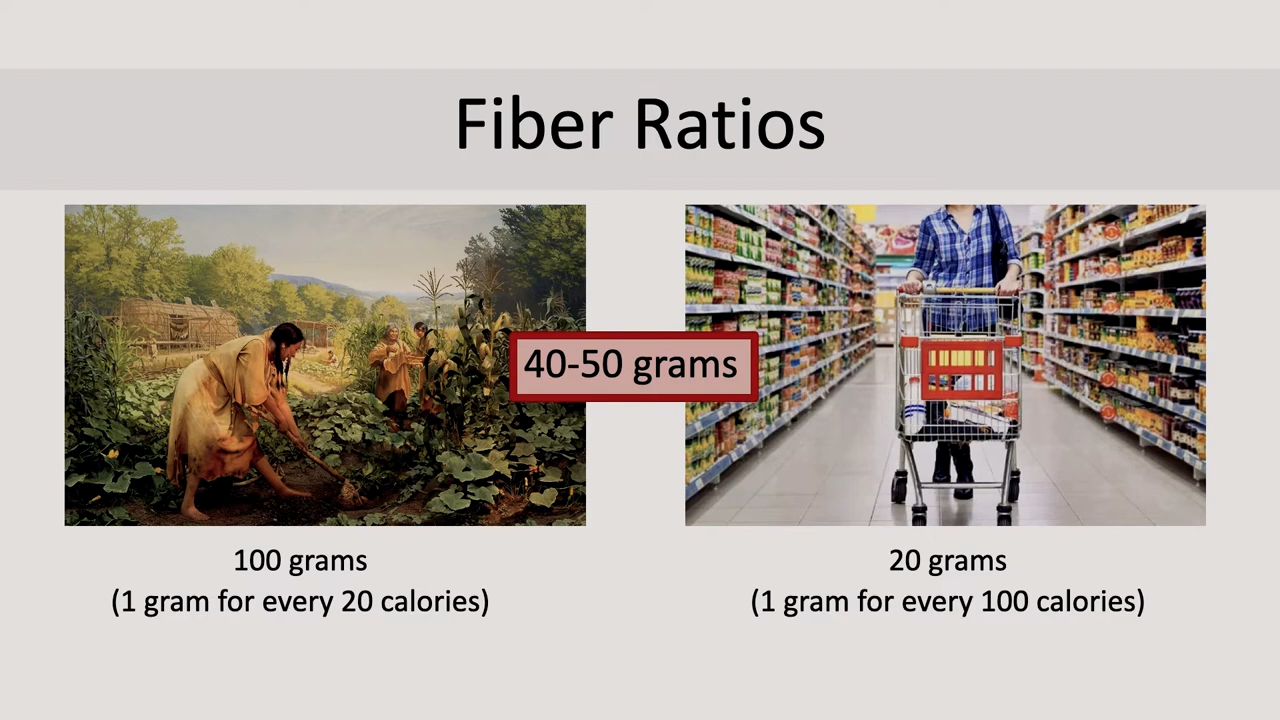 Fiber Ratios
40-50 grams
100 grams
(1 gram for every 20 calories)
20 grams
(1 gram for every 100 calories)